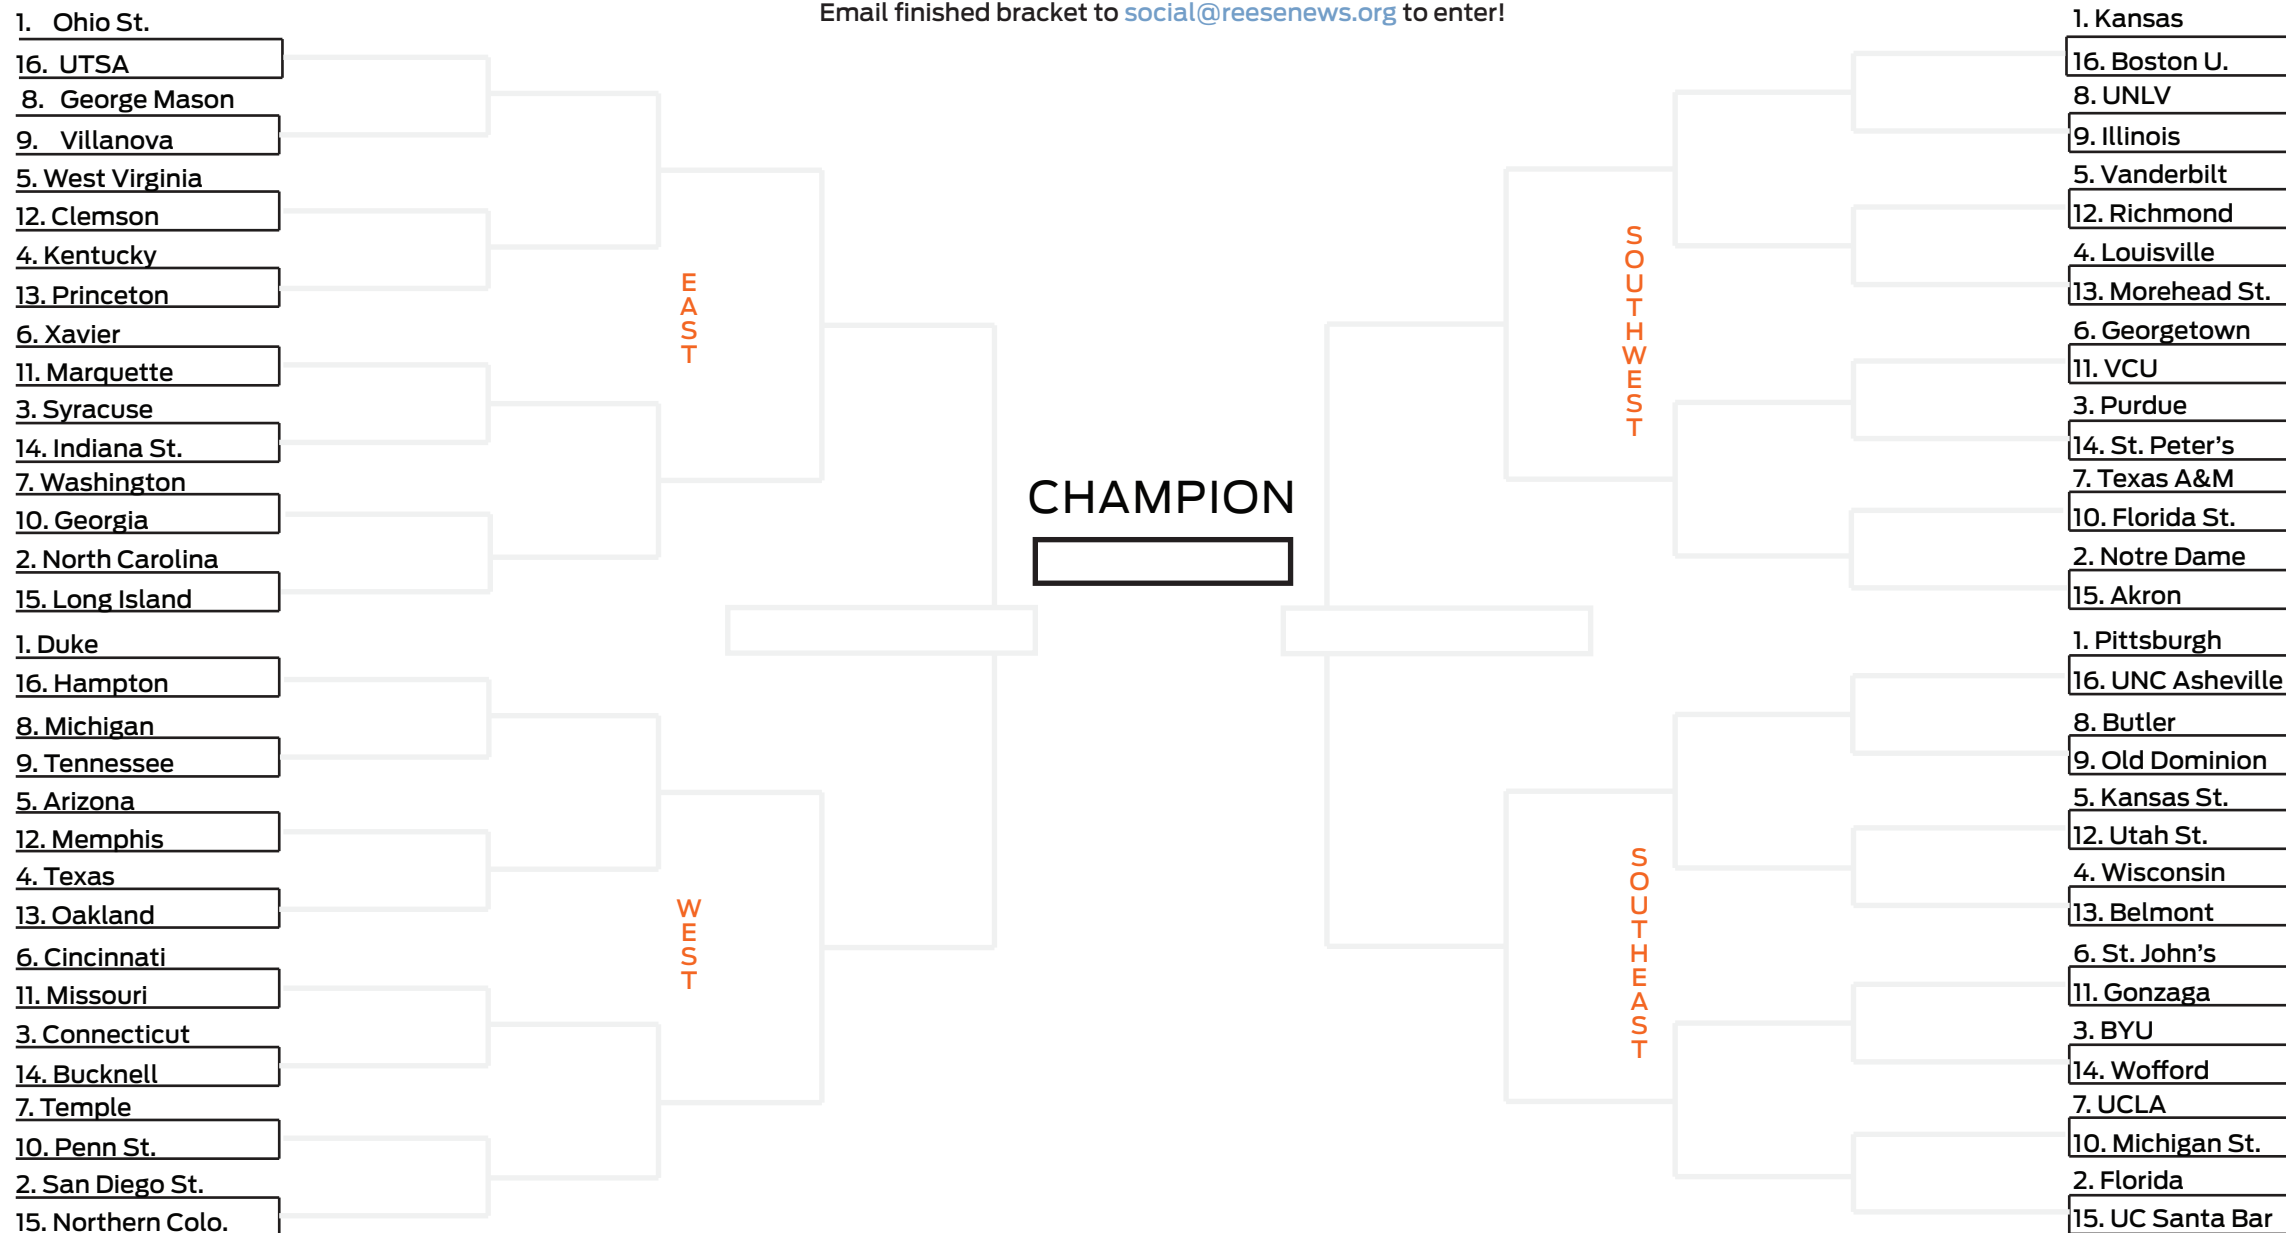 Email finished bracket to social@reesenews.org to enter!
1. Ohio St.
16. UTSA
8. George Mason
9. Villanova
5. West Virginia
12. Clemson
4. Kentucky
13. Princeton
6. Xavier
11. Marquette
3. Syracuse
14. Indiana St.
7. Washington
10. Georgia
2. North Carolina
15. Long Island
EAST
1. Duke
16. Hampton
8. Michigan
9. Tennessee
5. Arizona
12. Memphis
4. Texas
13. Oakland
6. Cincinnati
11. Missouri
3. Connecticut
14. Bucknell
7. Temple
10. Penn St.
2. San Diego St.
15. Northern Colo.
WEST
CHAMPION
1. Kansas
16. Boston U.
8. UNLV
9. Illinois
5. Vanderbilt
12. Richmond
4. Louisville
13. Morehead St.
6. Georgetown
11. VCU
3. Purdue
14. St. Peter’s
7. Texas A&M
10. Florida St.
2. Notre Dame
15. Akron
SOUTHWEST
1. Pittsburgh
16. UNC Asheville
8. Butler
9. Old Dominion
5. Kansas St.
12. Utah St.
4. Wisconsin
13. Belmont
6. St. John’s
11. Gonzaga
3. BYU
14. Wofford
7. UCLA
10. Michigan St.
2. Florida
15. UC Santa Bar
SOUTHEAST